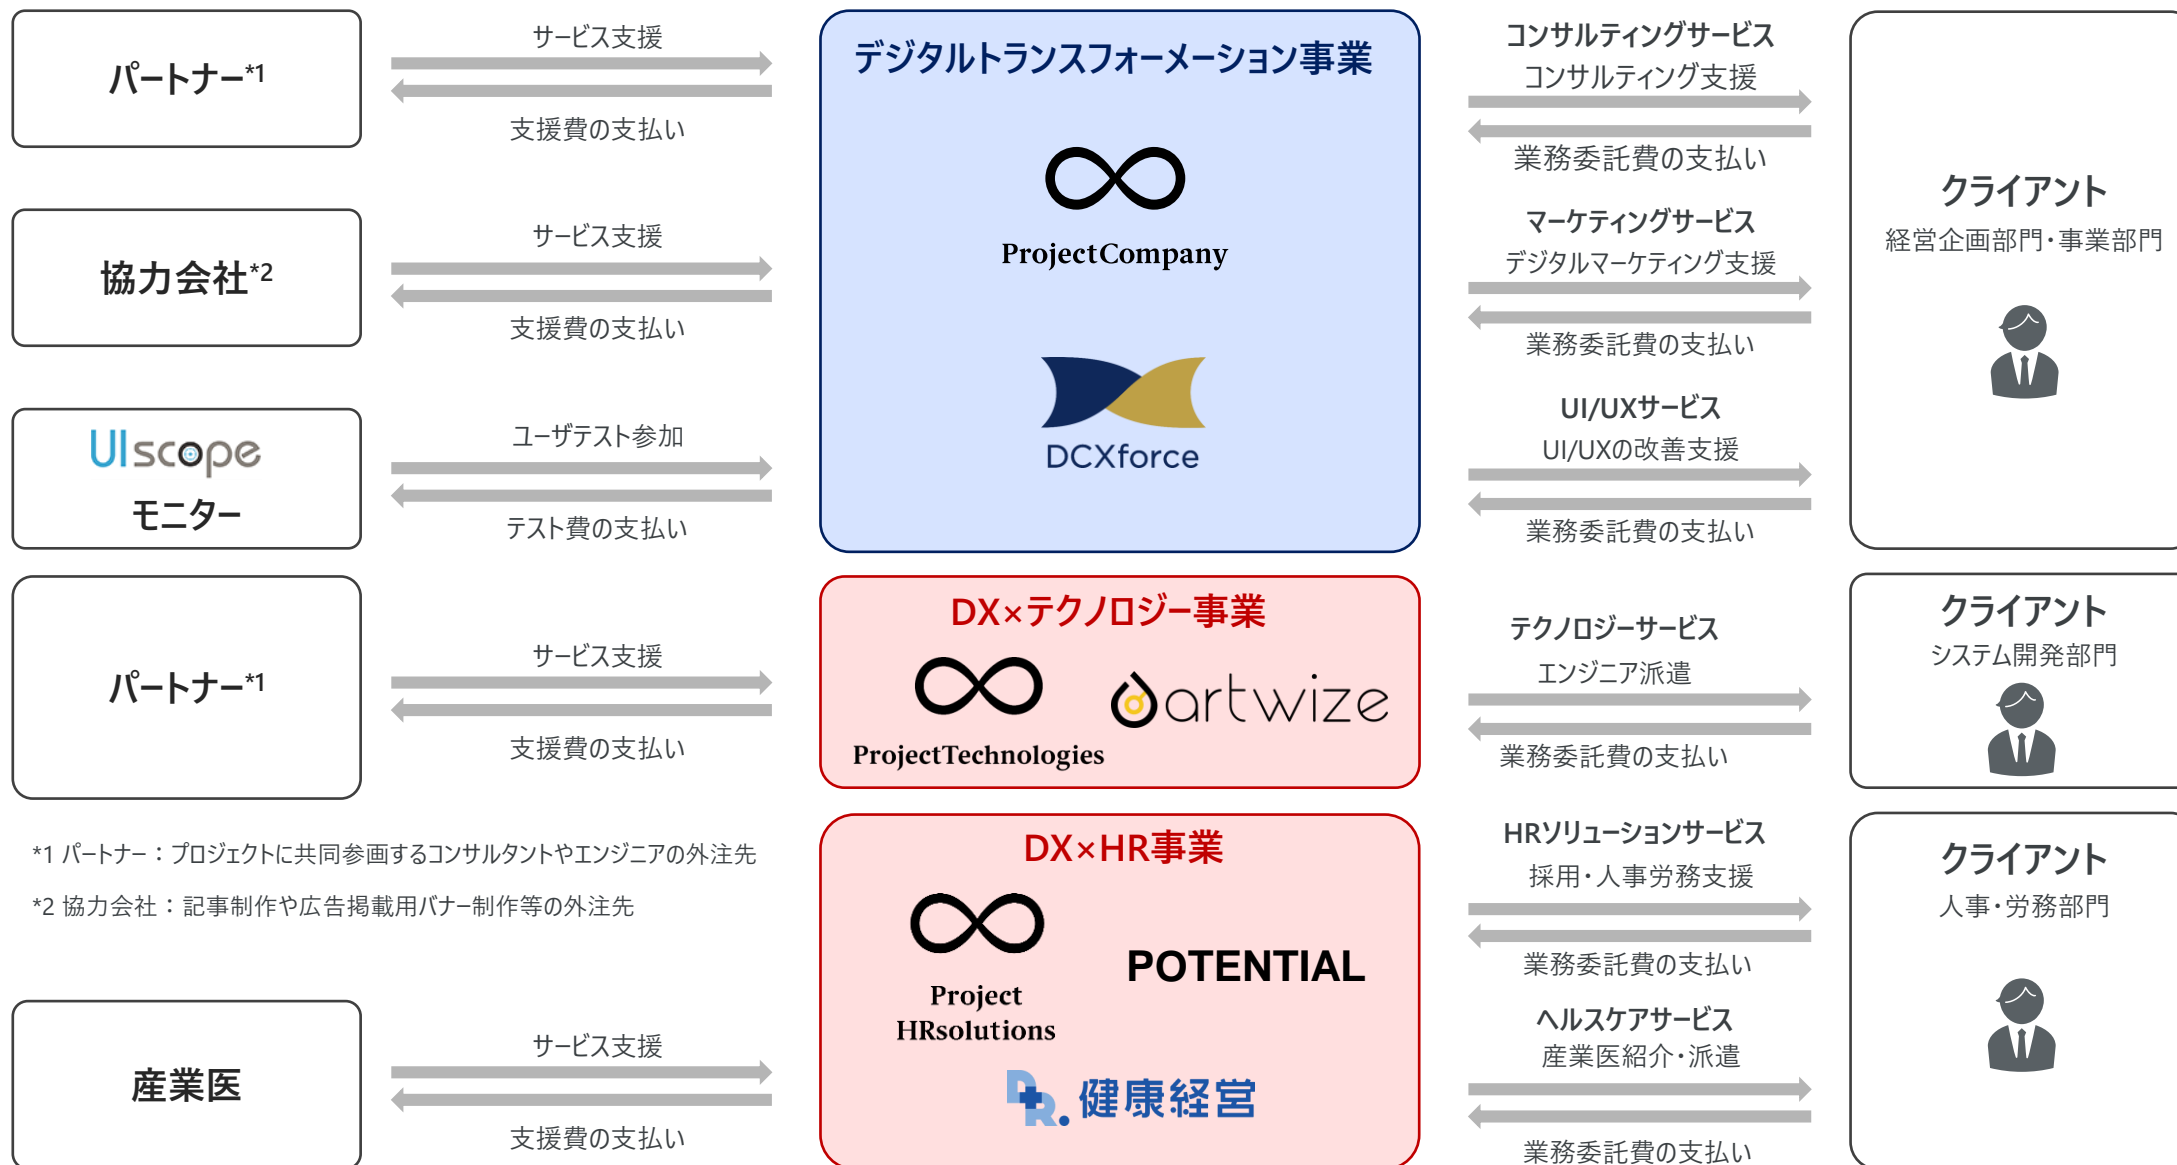 パートナー*1
サービス支援
支援費の支払い
協力会社*2
サービス支援
支援費の支払い
UIscope
モニター
ユーザテスト参加
テスト費の支払い
デジタルトランスフォーメーション事業
ProjectCompany
DCXforce
コンサルティングサービス
コンサルティング支援
業務委託費の支払い
マーケティングサービス
デジタルマーケティング支援
業務委託費の支払い
UI/UXサービス
UI/UXの改善支援
業務委託費の支払い
クライアント
経営企画部門・事業部門
パートナー*1
サービス支援
支援費の支払い
DX×テクノロジー事業
ProjectTechnologies
artwize
テクノロジーサービス
エンジニア派遣
業務委託費の支払い
クライアント
システム開発部門
*1 パートナー：プロジェクトに共同参画するコンサルタントやエンジニアの外注先
*2 協力会社：記事制作や広告掲載用バナー制作等の外注先
産業医
サービス支援
支援費の支払い
DX×HR事業
Project
HRsolutions
POTENTIAL
DR.健康経営
HRソリューションサービス
採用・人事労務支援
業務委託費の支払い
ヘルスケアサービス
産業医紹介・派遣
業務委託費の支払い
クライアント
人事・労務部門